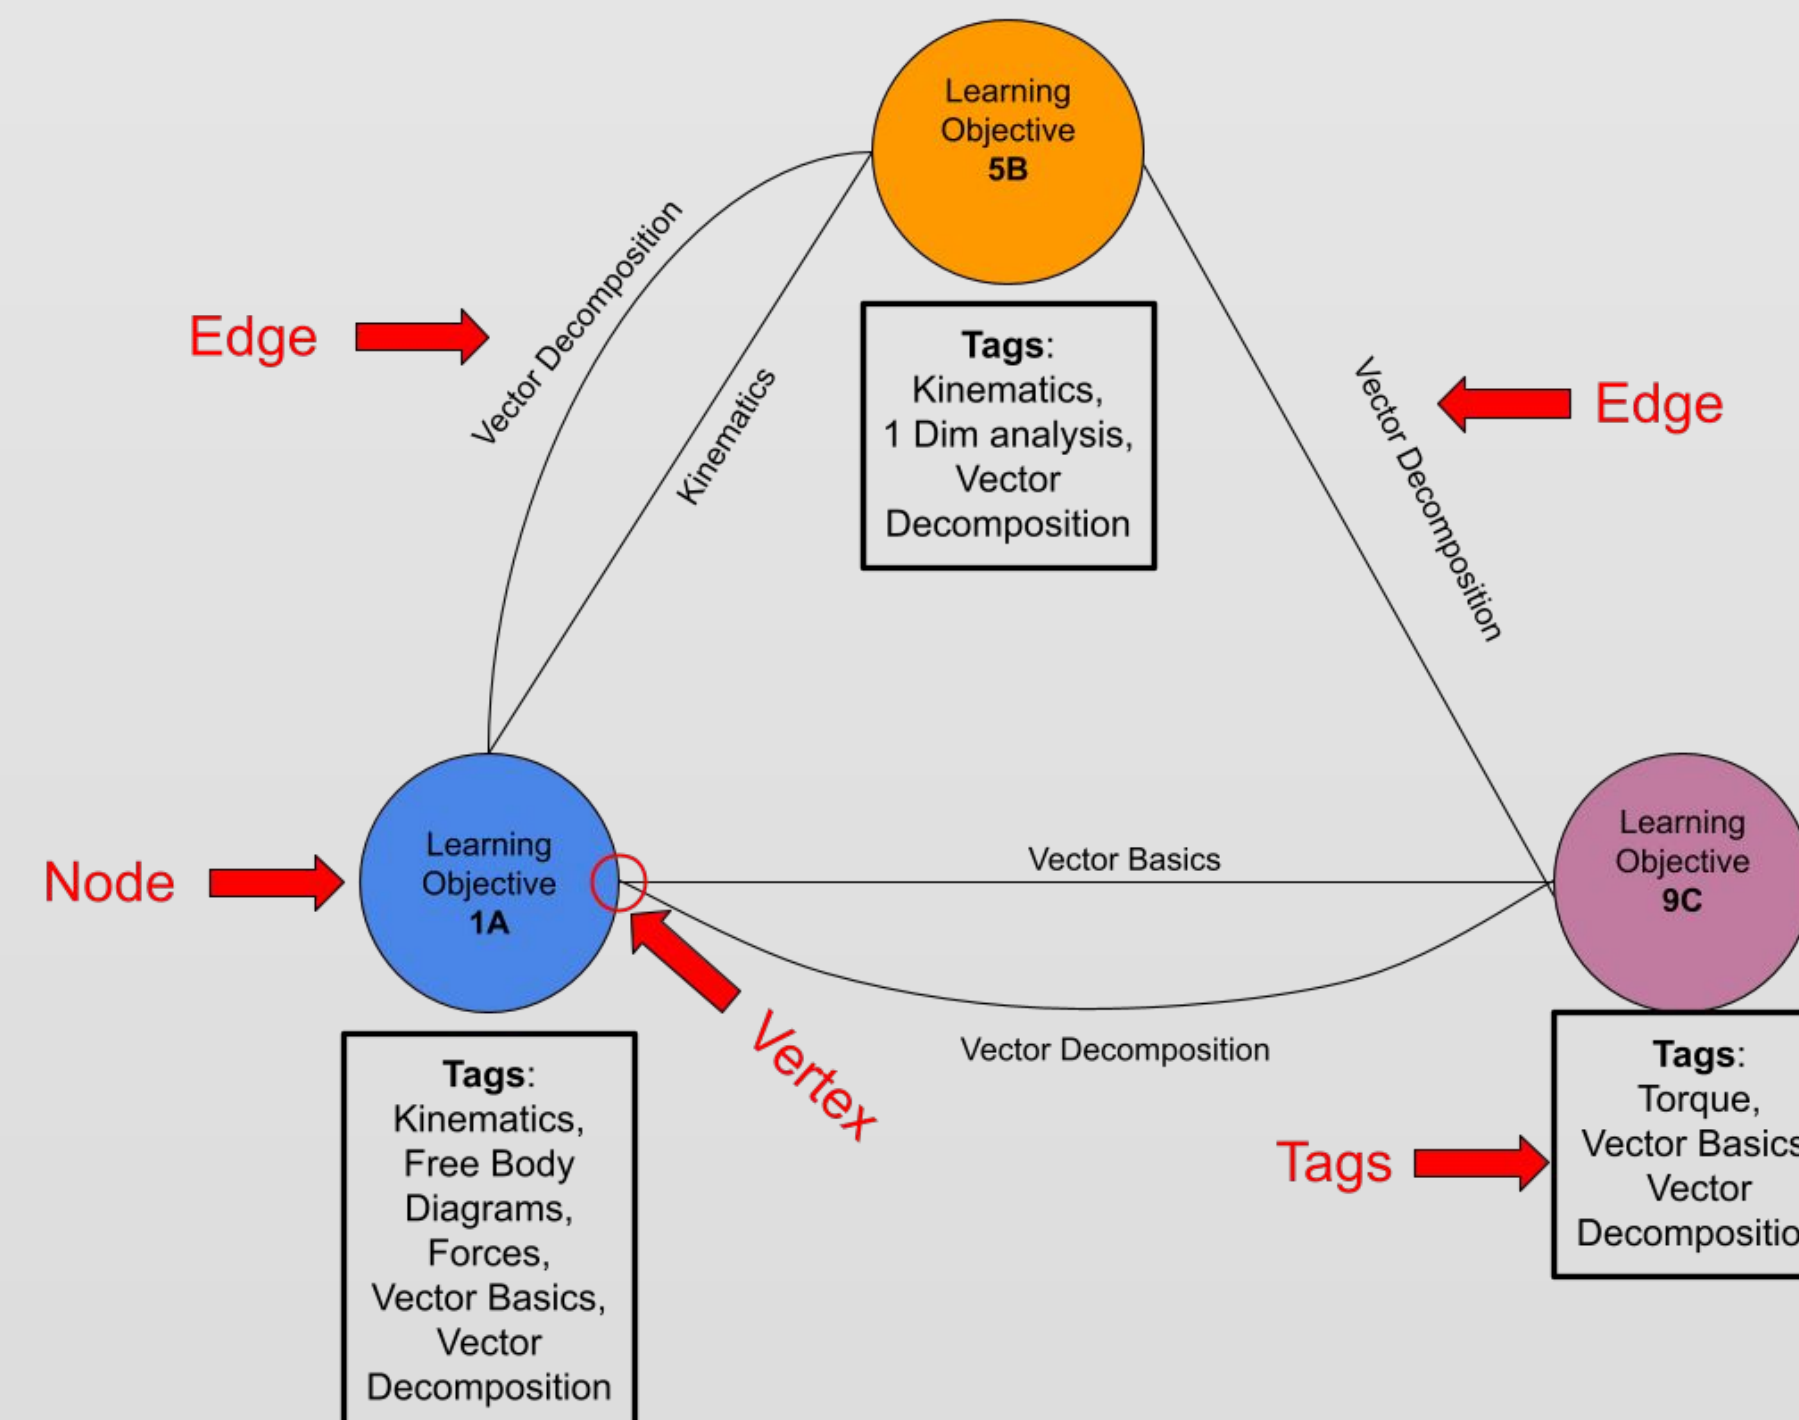 Learning
Objective
5B
Vector Decomposition
Edge
Kinematics
Tags:
Kinematics,
1 Dim analysis,
Vector
Decomposition
Vector Decomposition
Edge
Node
Learning
Objective
1A
Vector Basics
Vector Decomposition
Vertex
Learning
Objective
9C
Tags:
Kinematics,
Free Body
Diagrams,
Forces,
Vector Basics,
Vector
Decomposition
Tags
Tags:
Torque,
Vector Basics
Vector
Decompositio